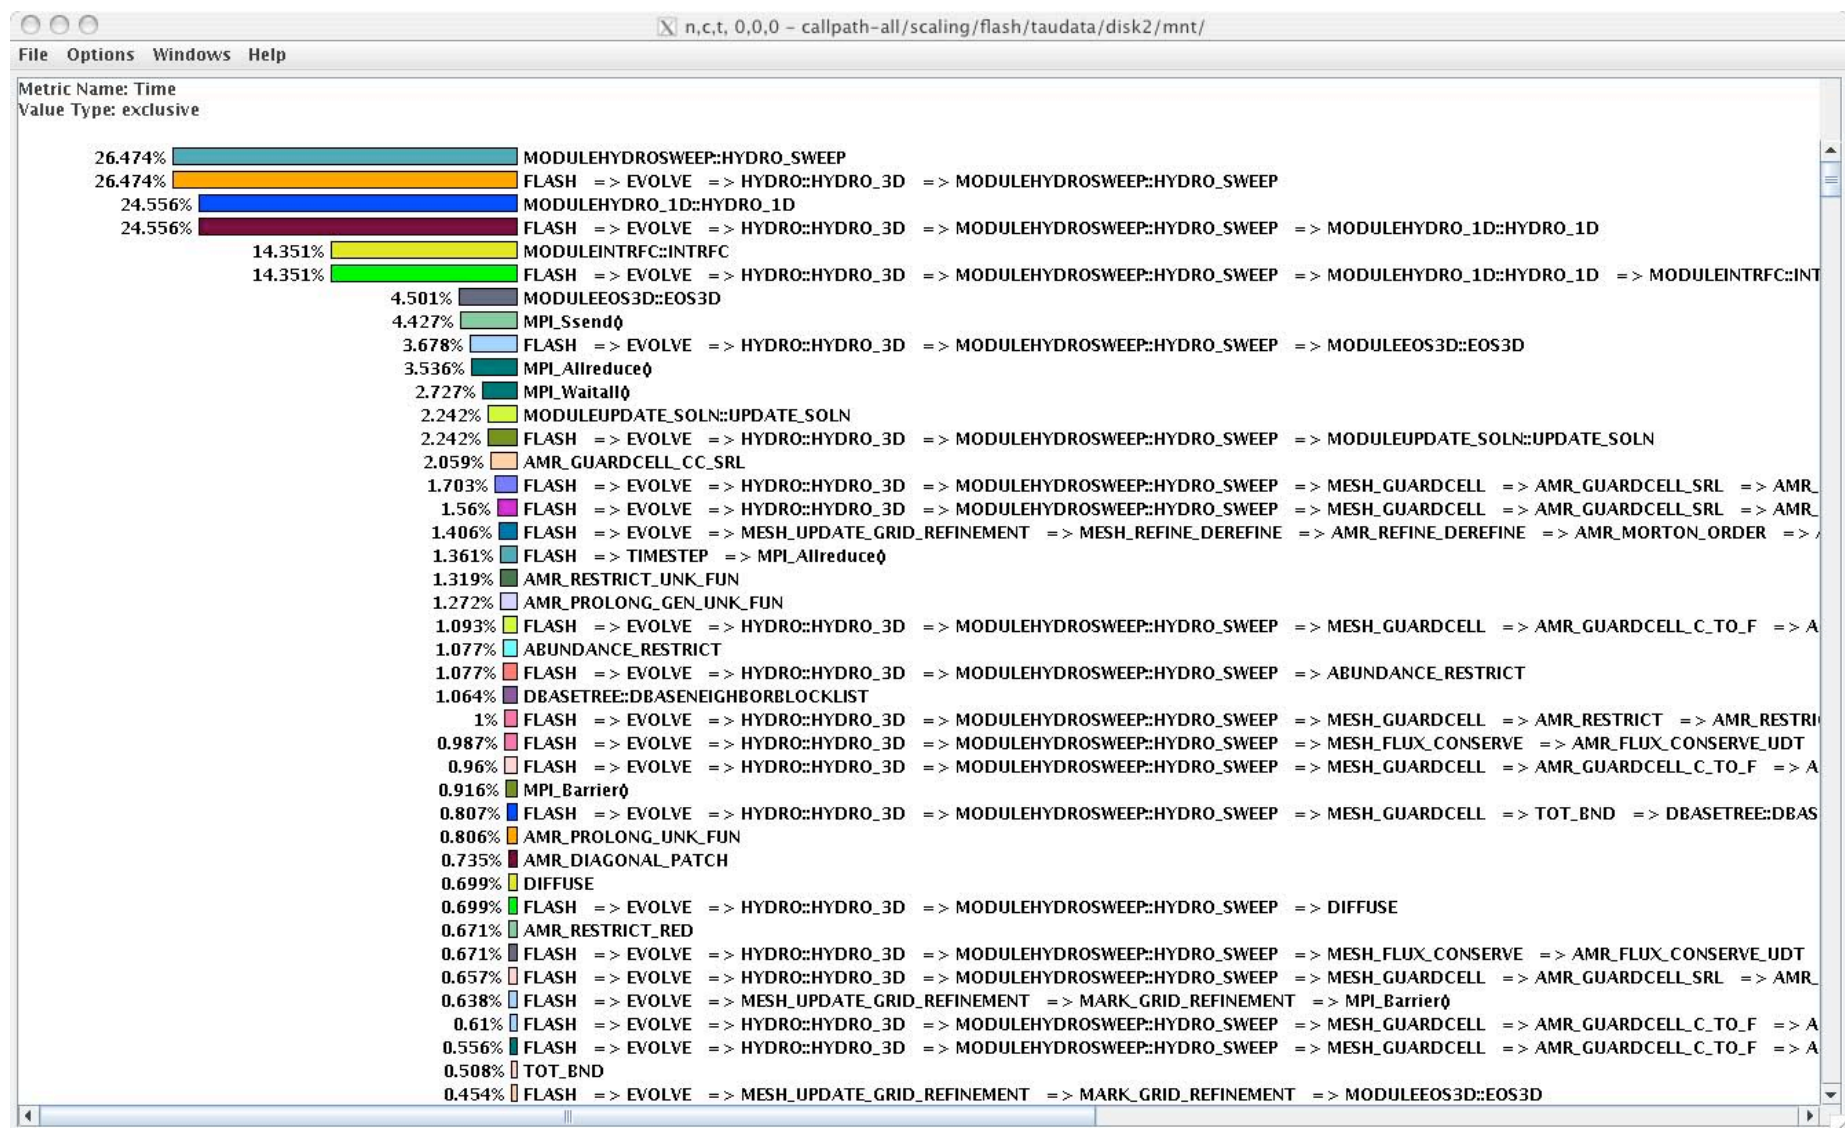 n,c,t, 0,0,0 – callpath-all/scaling/flash/taudata/disk2/mnt/
File Options Windows Help
Metric Name: Time
Value Type: exclusive
26.474% MODULEHYDROSWEEP::HYDRO_SWEEP
26.474% FLASH => EVOLVE => HYDRO::HYDRO_3D => MODULEHYDROSWEEP::HYDRO_SWEEP
24.556% MODULEHYDRO_1D::HYDRO_1D
24.556% FLASH => EVOLVE => HYDRO::HYDRO_3D => MODULEHYDROSWEEP::HYDRO_SWEEP => MODULEHYDRO_1D::HYDRO_1D
14.351% MODULEINTRFC::INTRFC
14.351% FLASH => EVOLVE => HYDRO::HYDRO_3D => MODULEHYDROSWEEP::HYDRO_SWEEP => MODULEHYDRO_1D::HYDRO_1D => MODULEINTRFC::INT
4.501% MODULEEOS3D::EOS3D
4.427% MPI_Ssend()
3.678% FLASH => EVOLVE => HYDRO::HYDRO_3D => MODULEHYDROSWEEP::HYDRO_SWEEP => MODULEEOS3D::EOS3D
3.536% MPI_Allreduce()
2.727% MPI_Waitall()
2.242% MODULEUPDATE_SOLN::UPDATE_SOLN
2.242% FLASH => EVOLVE => HYDRO::HYDRO_3D => MODULEHYDROSWEEP::HYDRO_SWEEP => MODULEUPDATE_SOLN::UPDATE_SOLN
2.059% AMR_GUARDCELL_CC_SRL
1.703% FLASH => EVOLVE => HYDRO::HYDRO_3D => MODULEHYDROSWEEP::HYDRO_SWEEP => MESH_GUARDCELL => AMR_GUARDCELL_SRL => AMR_
1.56% FLASH => EVOLVE => HYDRO::HYDRO_3D => MODULEHYDROSWEEP::HYDRO_SWEEP => MESH_GUARDCELL => AMR_GUARDCELL_SRL => AMR_
1.406% FLASH => EVOLVE => MESH_UPDATE_GRID_REFINEMENT => MESH_REFINE_DEREFINE => AMR_REFINE_DEREFINE => AMR_MORTON_ORDER =>
1.361% FLASH => TIMESTEP => MPI_Allreduce()
1.319% AMR_RESTRICT_UNK_FUN
1.272% AMR_PROLONG_GEN_UNK_FUN
1.093% FLASH => EVOLVE => HYDRO::HYDRO_3D => MODULEHYDROSWEEP::HYDRO_SWEEP => MESH_GUARDCELL => AMR_GUARDCELL_C_TO_F => A
1.077% ABUNDANCE_RESTRICT
1.077% FLASH => EVOLVE => HYDRO::HYDRO_3D => MODULEHYDROSWEEP::HYDRO_SWEEP => ABUNDANCE_RESTRICT
1.064% DBASETREE::DBASENEIGHBORBLOCKLIST
1% FLASH => EVOLVE => HYDRO::HYDRO_3D => MODULEHYDROSWEEP::HYDRO_SWEEP => MESH_GUARDCELL => AMR_RESTRICT => AMR_RESTRI
0.987% FLASH => EVOLVE => HYDRO::HYDRO_3D => MODULEHYDROSWEEP::HYDRO_SWEEP => MESH_FLUX_CONSERVE => AMR_FLUX_CONSERVE_UDT
0.96% FLASH => EVOLVE => HYDRO::HYDRO_3D => MODULEHYDROSWEEP::HYDRO_SWEEP => MESH_GUARDCELL => AMR_GUARDCELL_C_TO_F => A
0.916% MPI_Barrier()
0.807% FLASH => EVOLVE => HYDRO::HYDRO_3D => MODULEHYDROSWEEP::HYDRO_SWEEP => MESH_GUARDCELL => TOT_BND => DBASETREE::DBAS
0.806% AMR_PROLONG_UNK_FUN
0.735% AMR_DIAGONAL_PATCH
0.699% DIFFUSE
0.699% FLASH => EVOLVE => HYDRO::HYDRO_3D => MODULEHYDROSWEEP::HYDRO_SWEEP => DIFFUSE
0.671% AMR_RESTRICT_RED
0.671% FLASH => EVOLVE => HYDRO::HYDRO_3D => MODULEHYDROSWEEP::HYDRO_SWEEP => MESH_FLUX_CONSERVE => AMR_FLUX_CONSERVE_UDT
0.657% FLASH => EVOLVE => HYDRO::HYDRO_3D => MODULEHYDROSWEEP::HYDRO_SWEEP => MESH_GUARDCELL => AMR_GUARDCELL_SRL => AMR_
0.638% FLASH => EVOLVE => MESH_UPDATE_GRID_REFINEMENT => MARK_GRID_REFINEMENT => MPI_Barrier()
0.61% FLASH => EVOLVE => HYDRO::HYDRO_3D => MODULEHYDROSWEEP::HYDRO_SWEEP => MESH_GUARDCELL => AMR_GUARDCELL_C_TO_F => A
0.556% FLASH => EVOLVE => HYDRO::HYDRO_3D => MODULEHYDROSWEEP::HYDRO_SWEEP => MESH_GUARDCELL => AMR_GUARDCELL_C_TO_F => A
0.508% TOT_BND
0.454% FLASH => EVOLVE => MESH_UPDATE_GRID_REFINEMENT => MARK_GRID_REFINEMENT => MODULEEOS3D::EOS3D